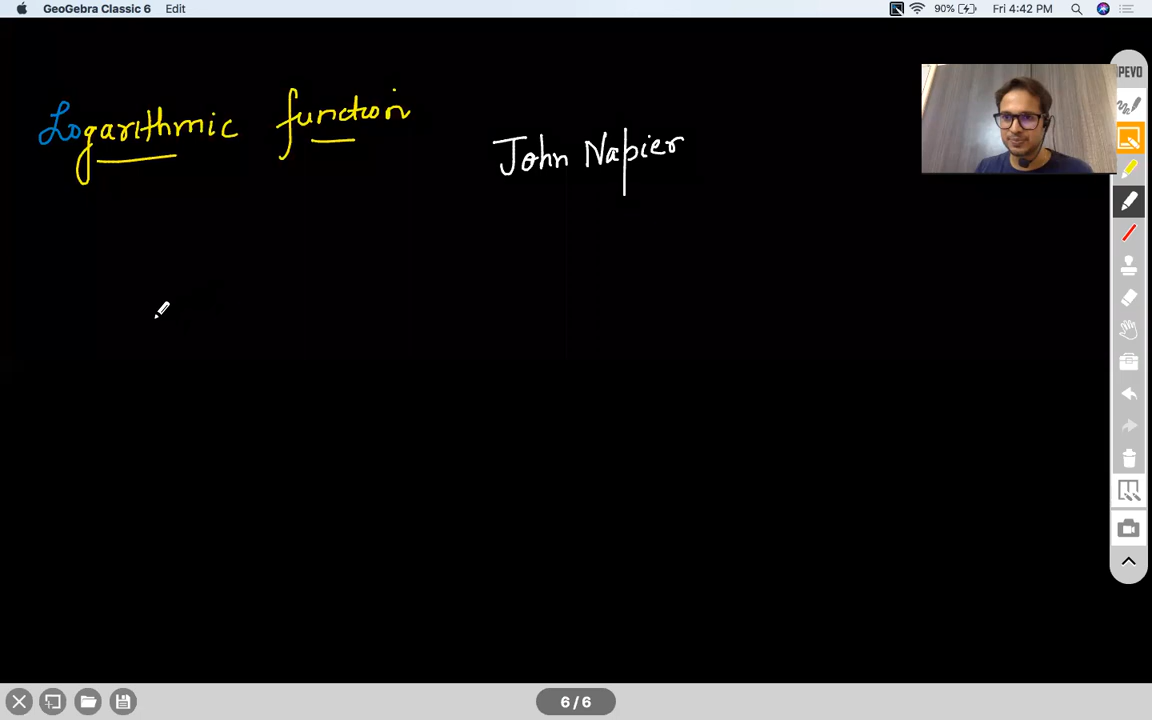 GeoGebra Classic 6 Edit 90% Fri 4:42 PM
Logarithmic function
John Napier
6 / 6